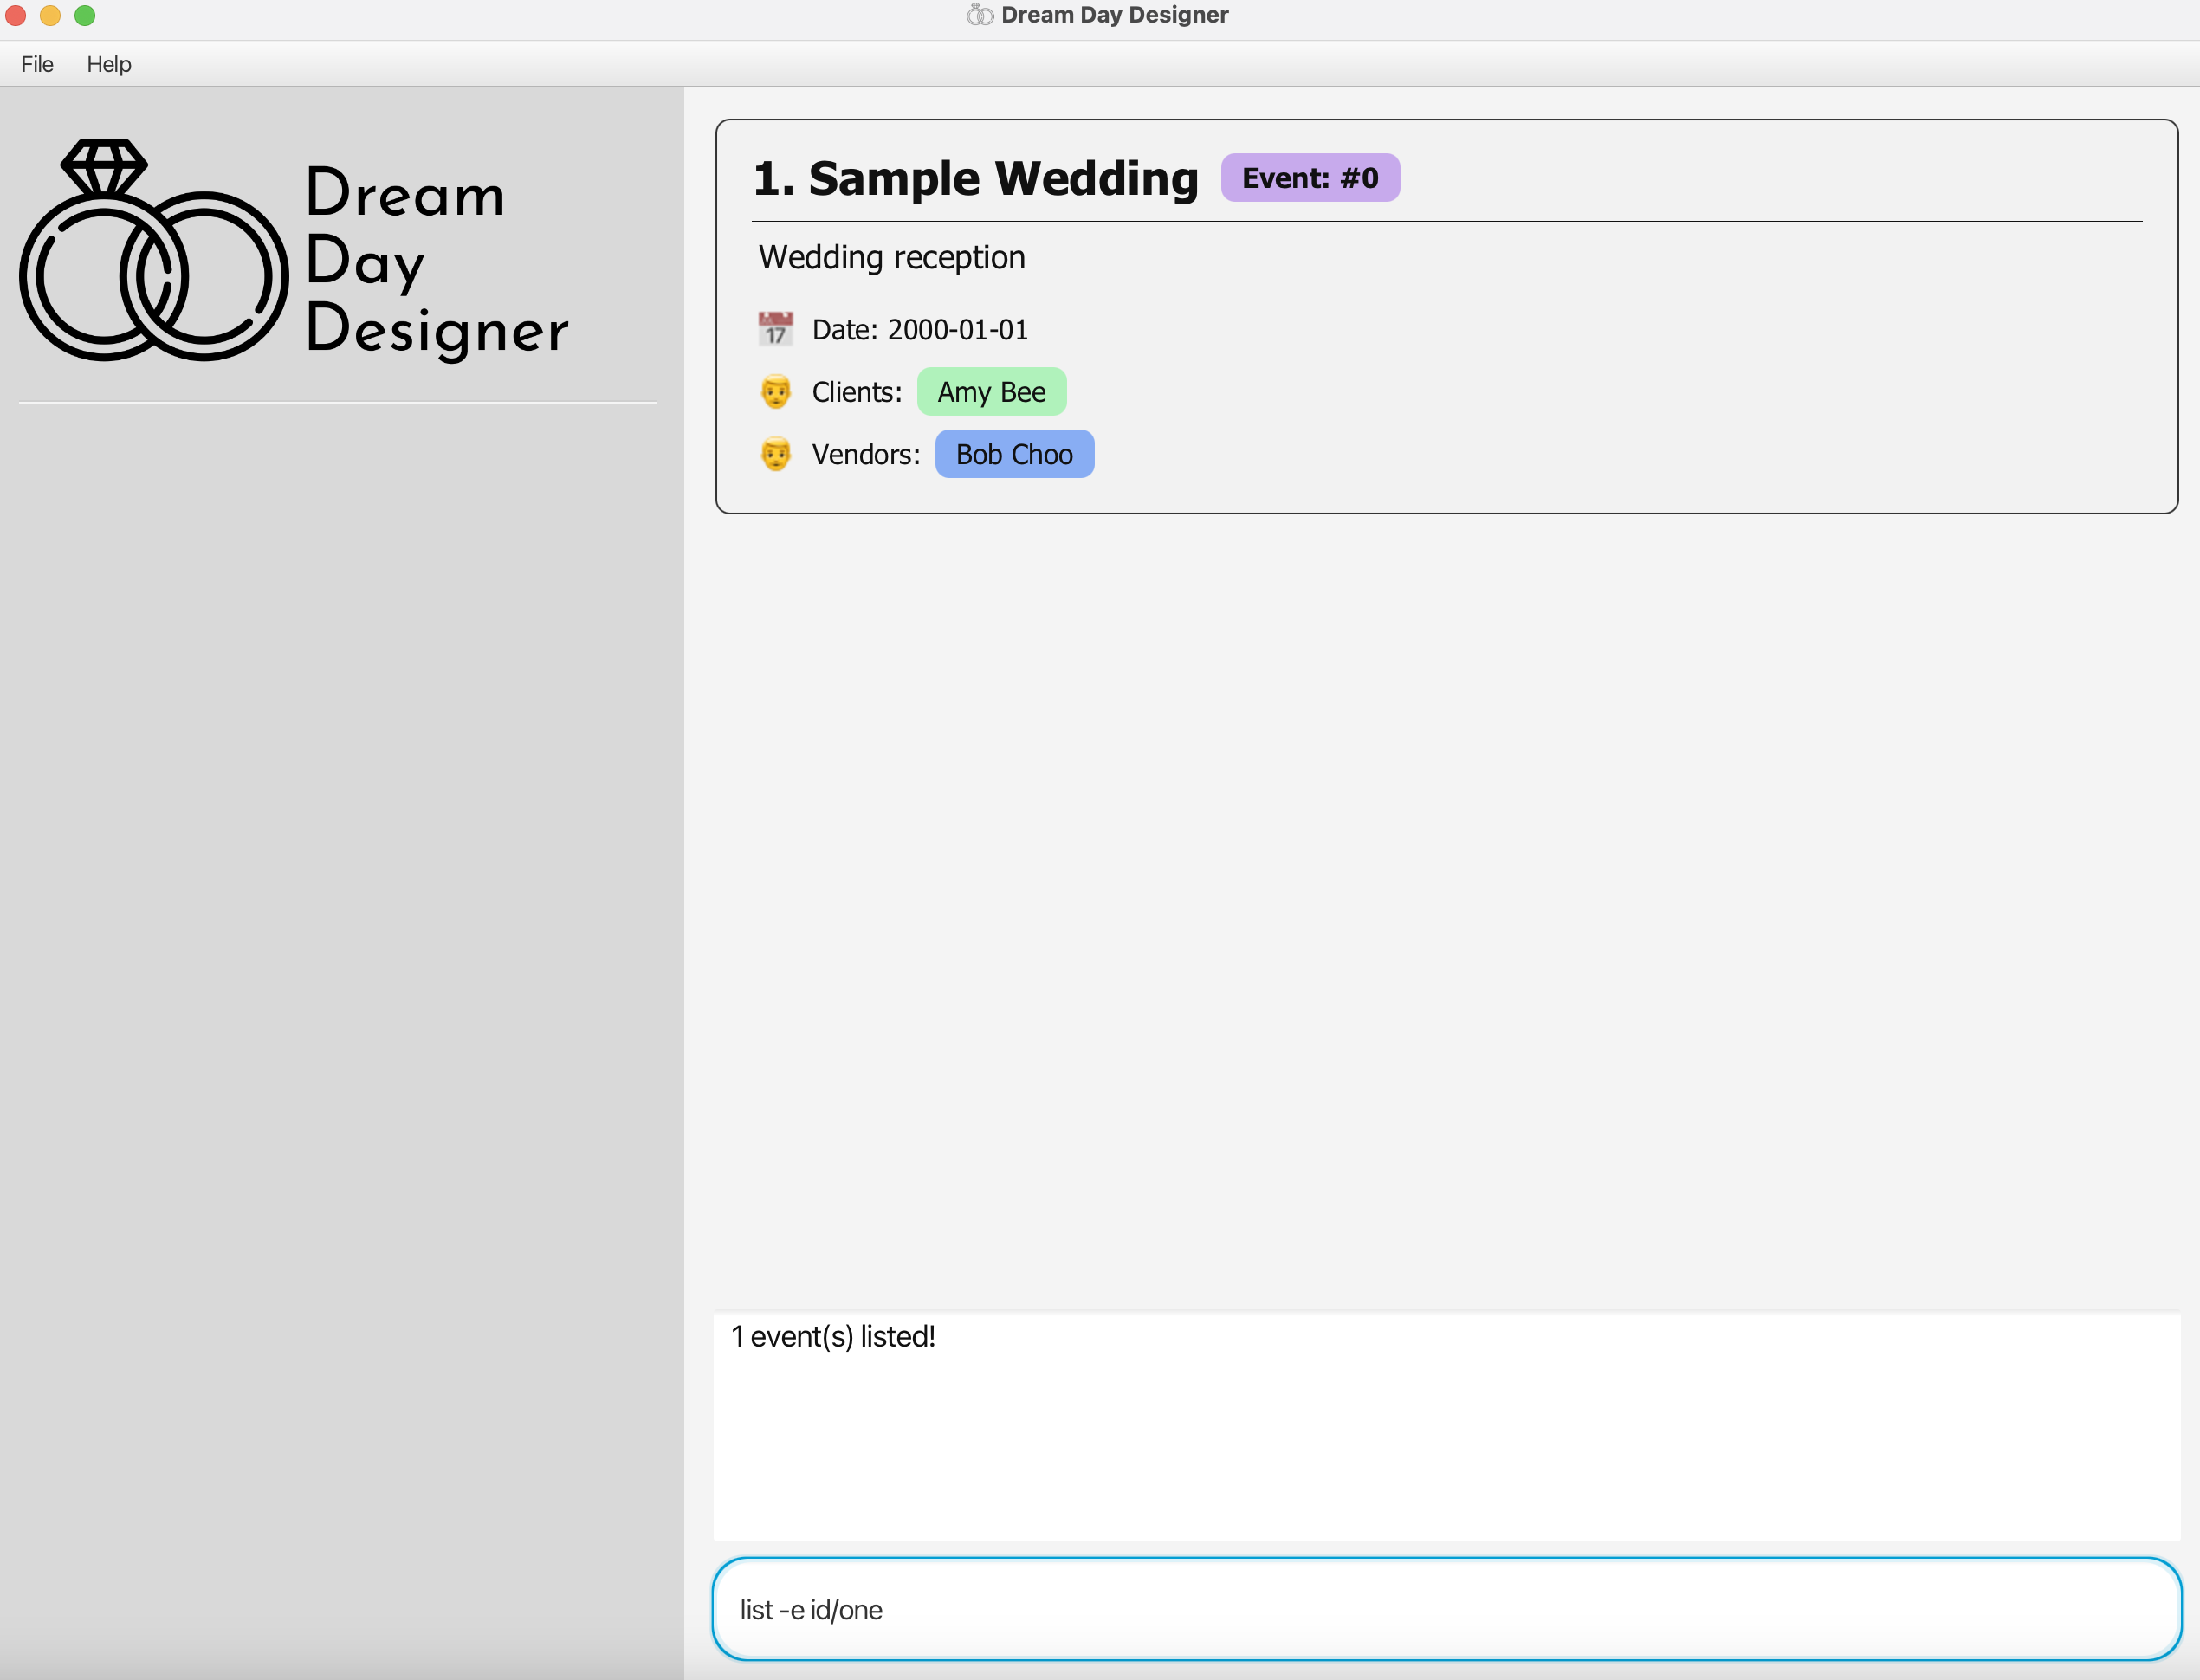 Dream Day Designer
File Help
Dream
Day
Designer
1. Sample Wedding Event: #0
Wedding reception
17 Date: 2000-01-01
Clients: Amy Bee
Vendors: Bob Choo
1 event(s) listed!
list -e id/one